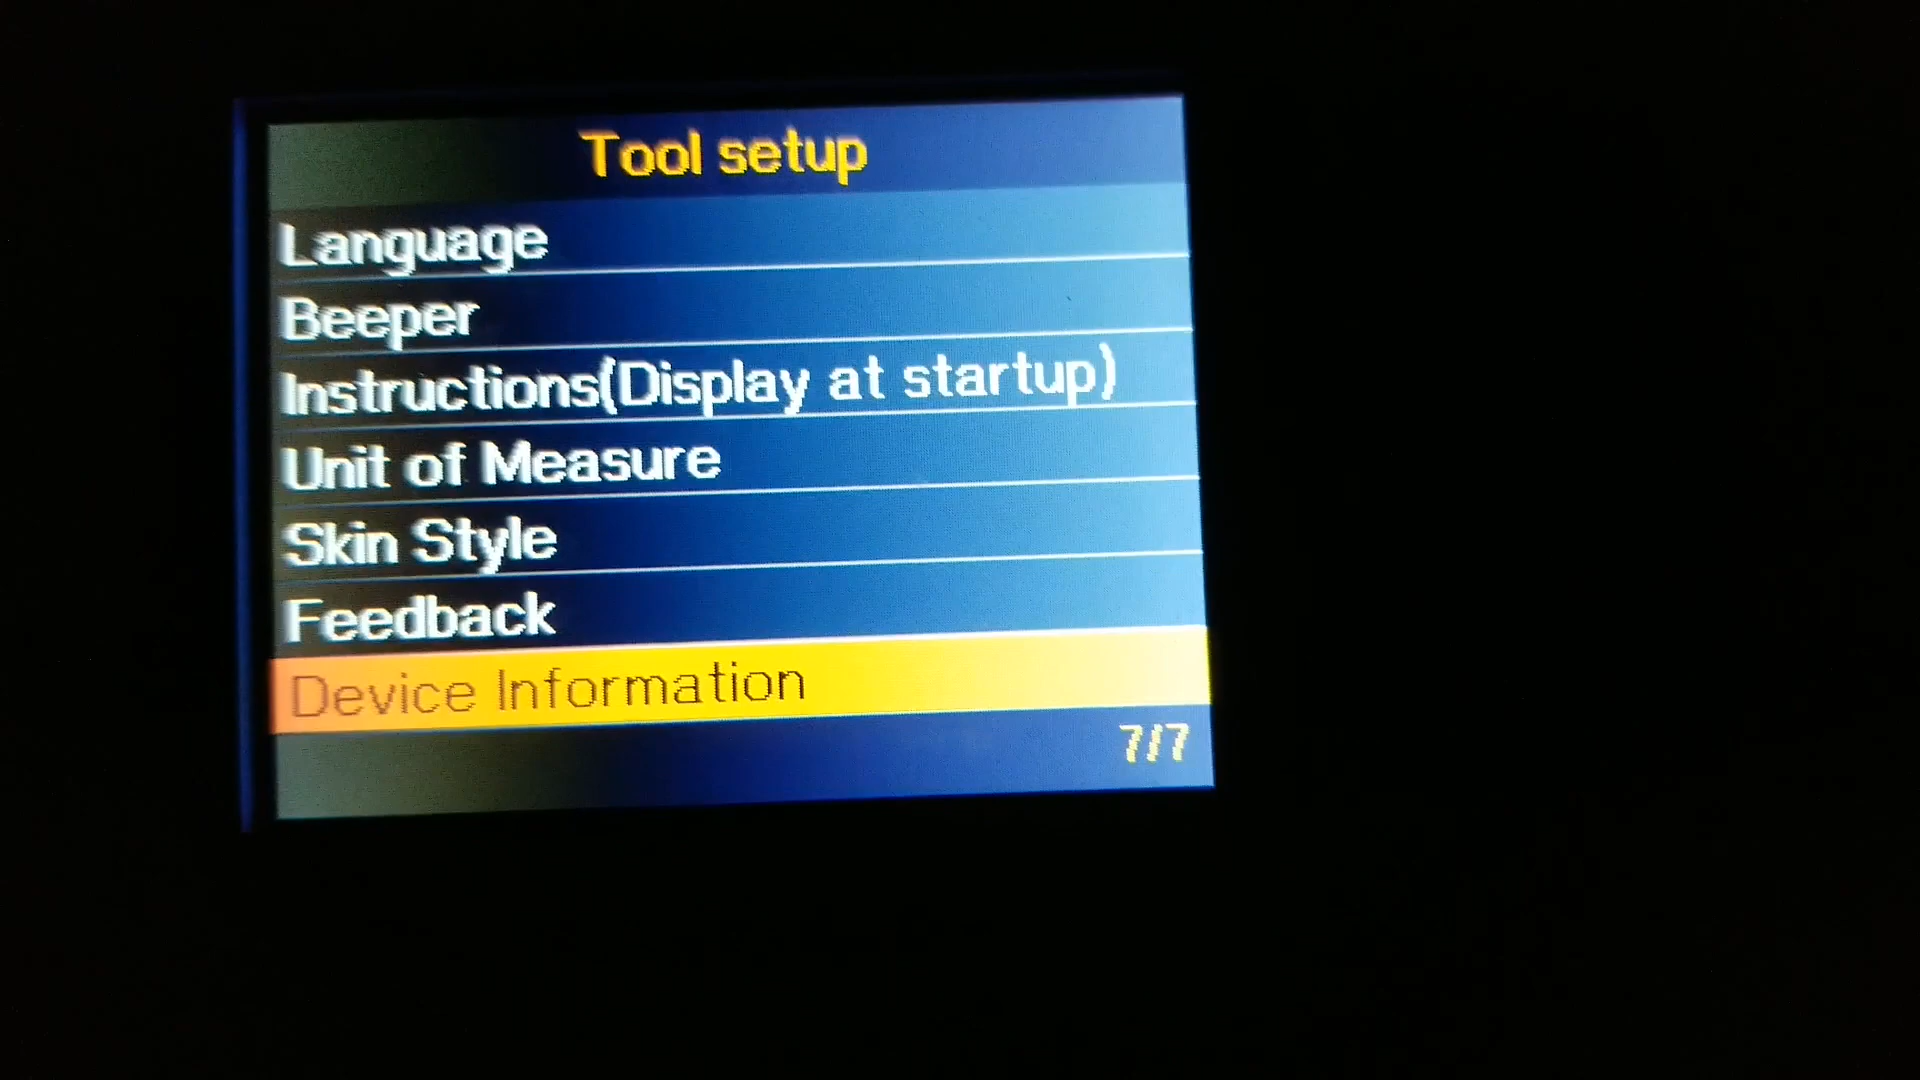 Tool setup
Language
Beeper
Instructions(Display at startup)
Unit of Measure
Skin Style
Feedback
Device Information
7/7